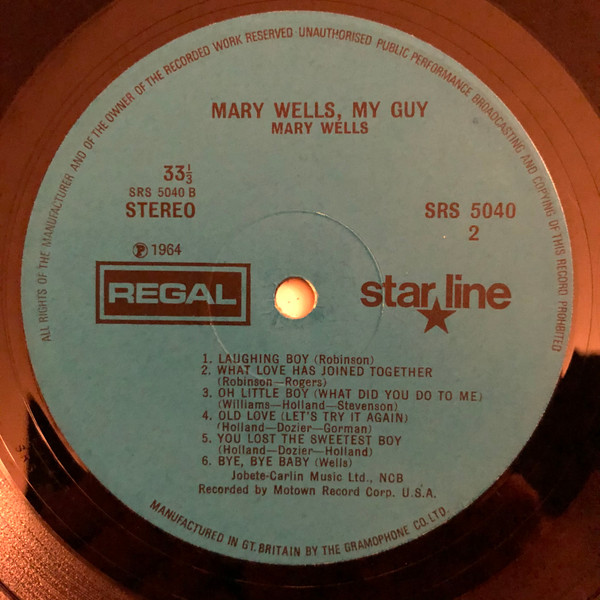 ALL RIGHTS OF THE MANUFACTURER AND OF THE OWNER OF THE RECORDED WORK RESERVED UNAUTHORISED PUBLIC PERFORMANCE BROADCASTING AND COPYING OF THIS RECORD PROHIBITED
MARY WELLS, MY GUY
MARY WELLS
33⅓
SRS 5040 B
STEREO
SRS 5040
2
Ⓟ 1964
REGAL
star line
1. LAUGHING BOY (Robinson)
2. WHAT LOVE HAS JOINED TOGETHER
(Robinson—Rogers)
3. OH LITTLE BOY (WHAT DID YOU DO TO ME)
(Williams—Holland—Stevenson)
4. OLD LOVE (LET'S TRY IT AGAIN)
(Holland—Dozier—Gorman)
5. YOU LOST THE SWEETEST BOY
(Holland—Dozier—Holland)
6. BYE, BYE BABY (Wells)
Jobete-Carlin Music Ltd., NCB
Recorded by Motown Record Corp. U.S.A.
MANUFACTURED IN GT. BRITAIN BY THE GRAMOPHONE CO. LTD.